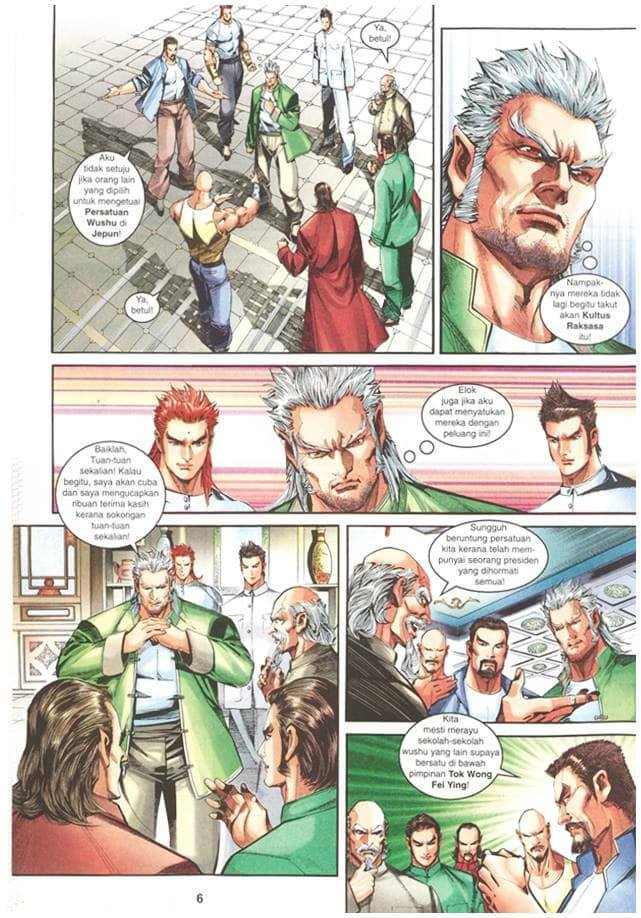 Ya,
betul!
Aku
tidak setuju
jika orang lain
yang dipilih
untuk mengetuai
Persatuan
Wushu di
Jepun!
Ya,
betul!
Nampak-
nya mereka tidak
lagi begitu takut
akan Kultus
Raksasa
itu!
Elok
juga jika aku
dapat menyatukan
mereka dengan
peluang ini!
Baiklah,
Tuan-tuan
sekalian! Kalau
begitu, saya akan cuba
dan saya mengucapkan
ribuan terima kasih
kerana sokongan
tuan-tuan
sekalian!
Sungguh
beruntung persatuan
kita kerana telah mem-
punyai seorang presiden
yang dihormati
semua!
Kita
mesti merayu
sekolah-sekolah
wushu yang lain supaya
bersatu di bawah
pimpinan Tok Wong
Fei Ying!
6